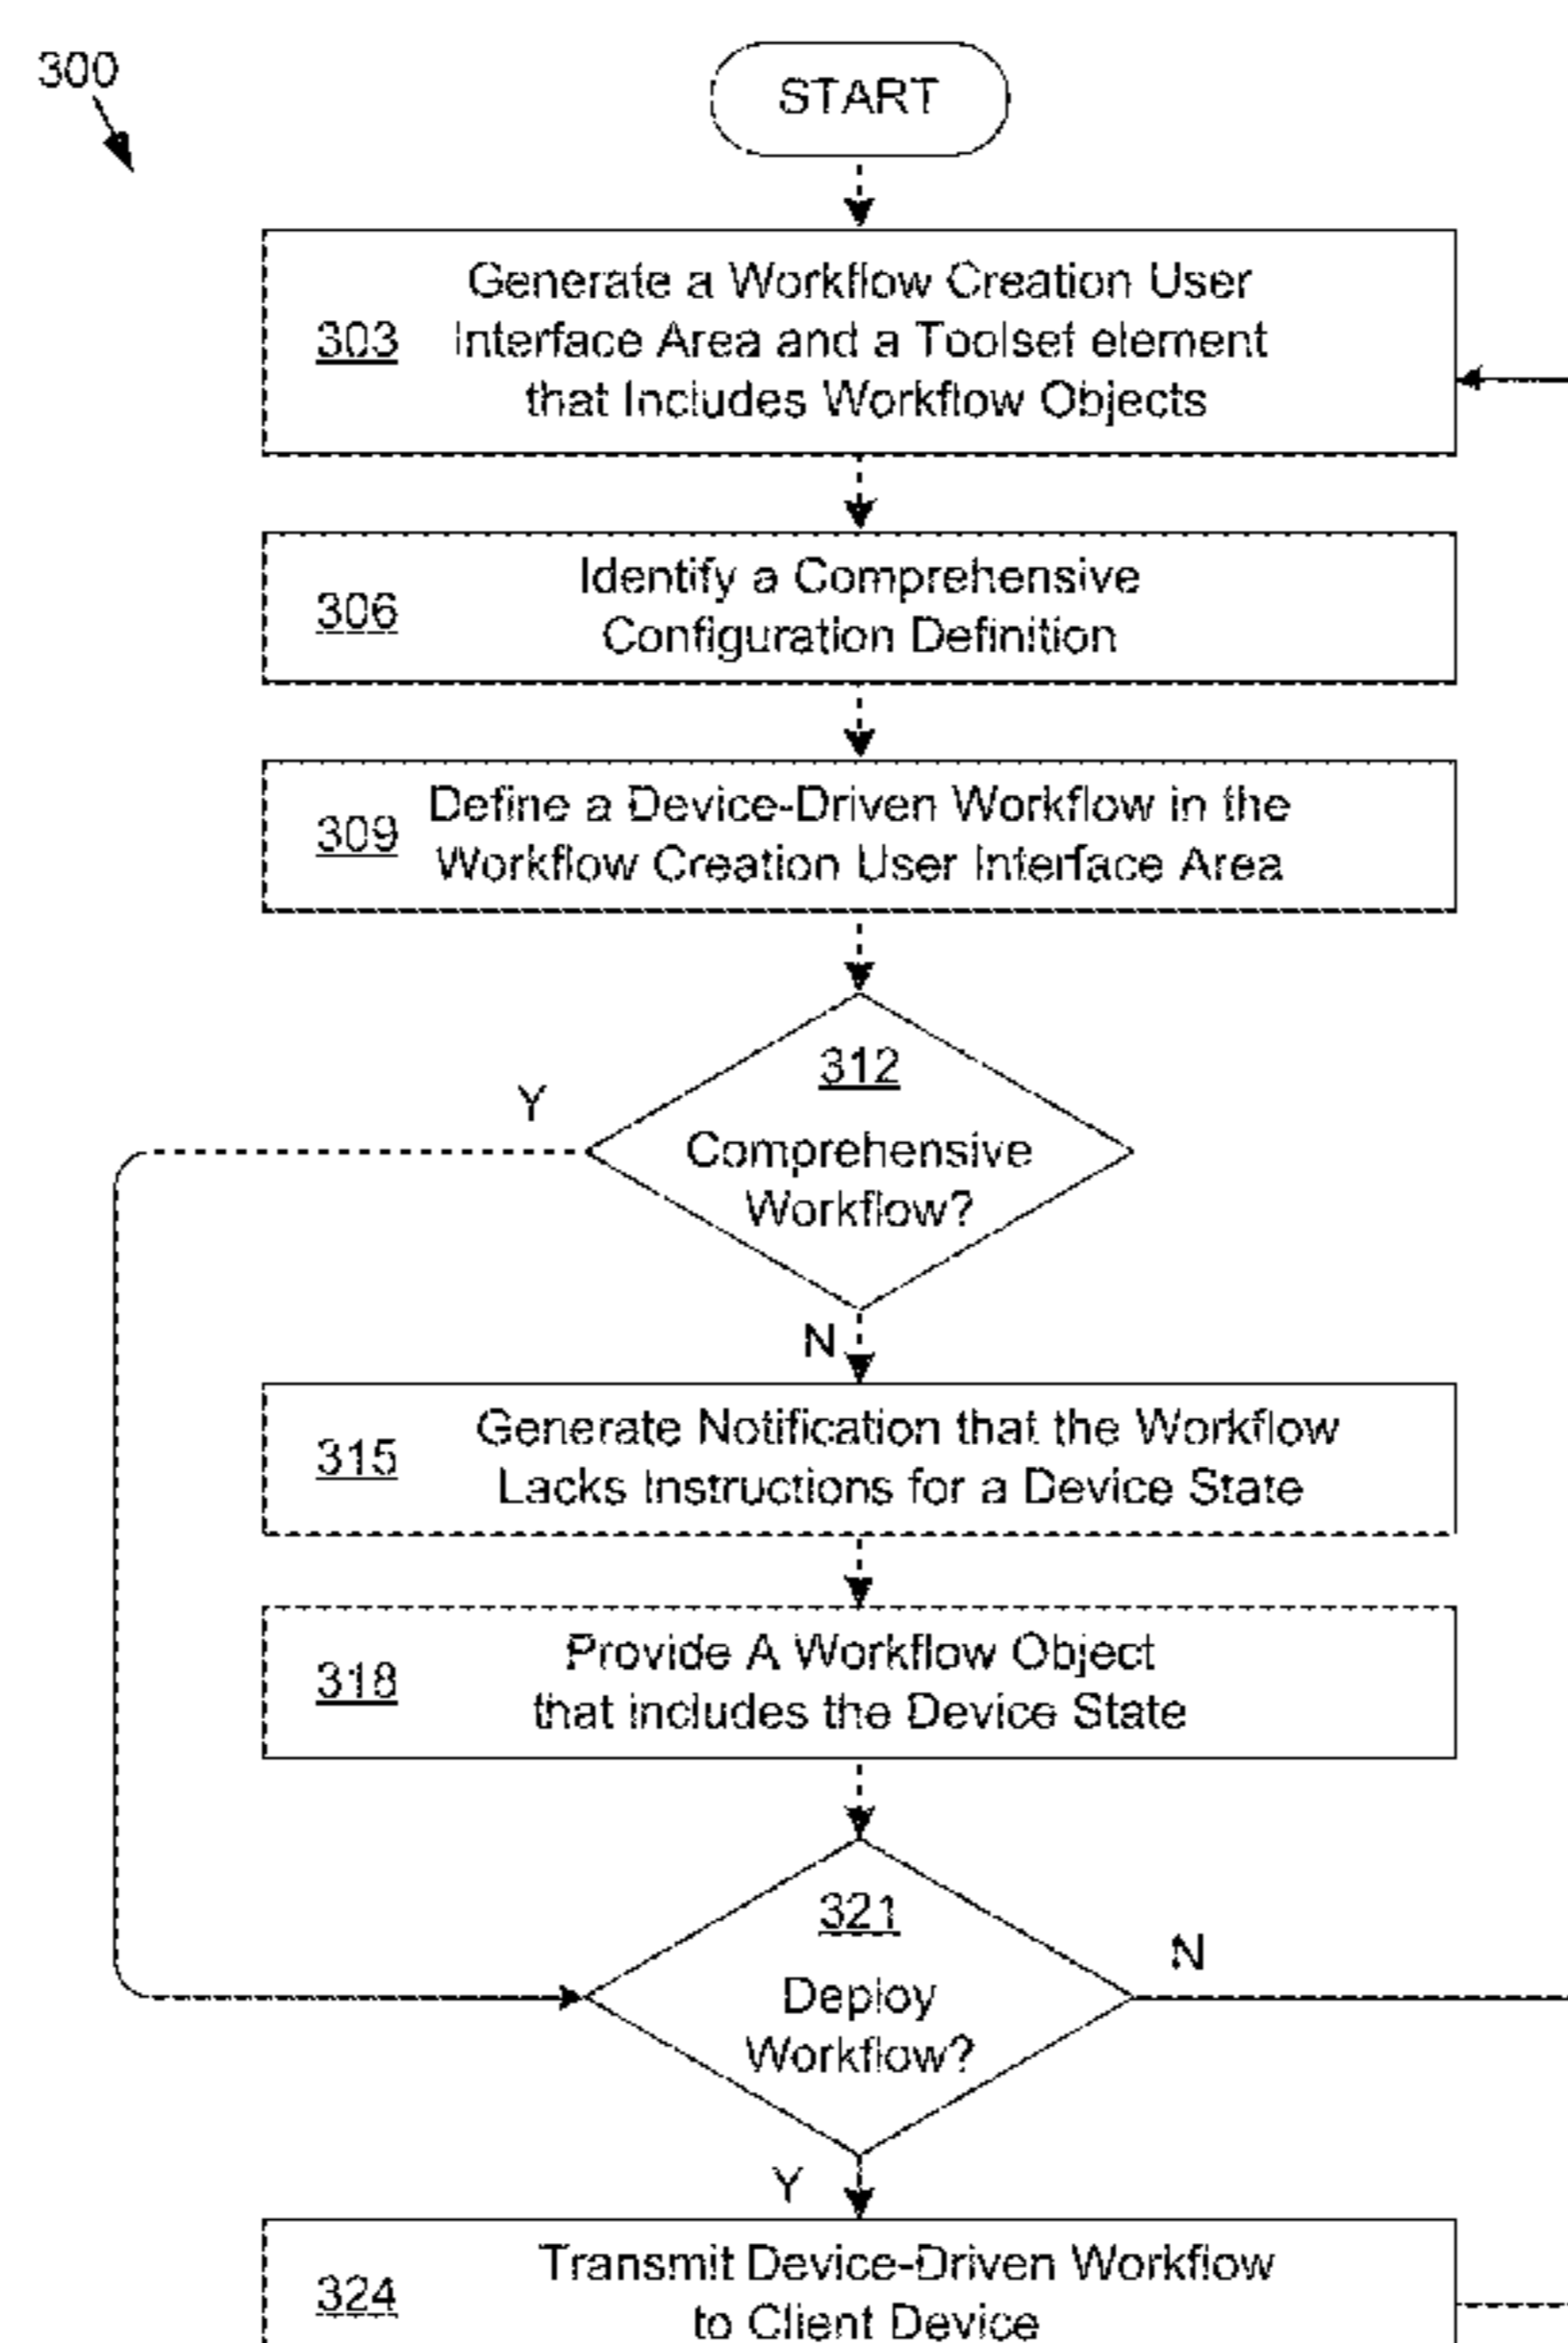 300
START
303
Generate a Workflow Creation User
Interface Area and a Toolset element
that Includes Workflow Objects
306
Identify a Comprehensive
Configuration Definition
309
Define a Device-Driven Workflow in the
Workflow Creation User Interface Area
312
Comprehensive
Workflow?
Y
N
315
Generate Notification that the Workflow
Lacks Instructions for a Device State
318
Provide A Workflow Object
that includes the Device State
321
Deploy
Workflow?
N
Y
324
Transmit Device-Driven Workflow
to Client Device